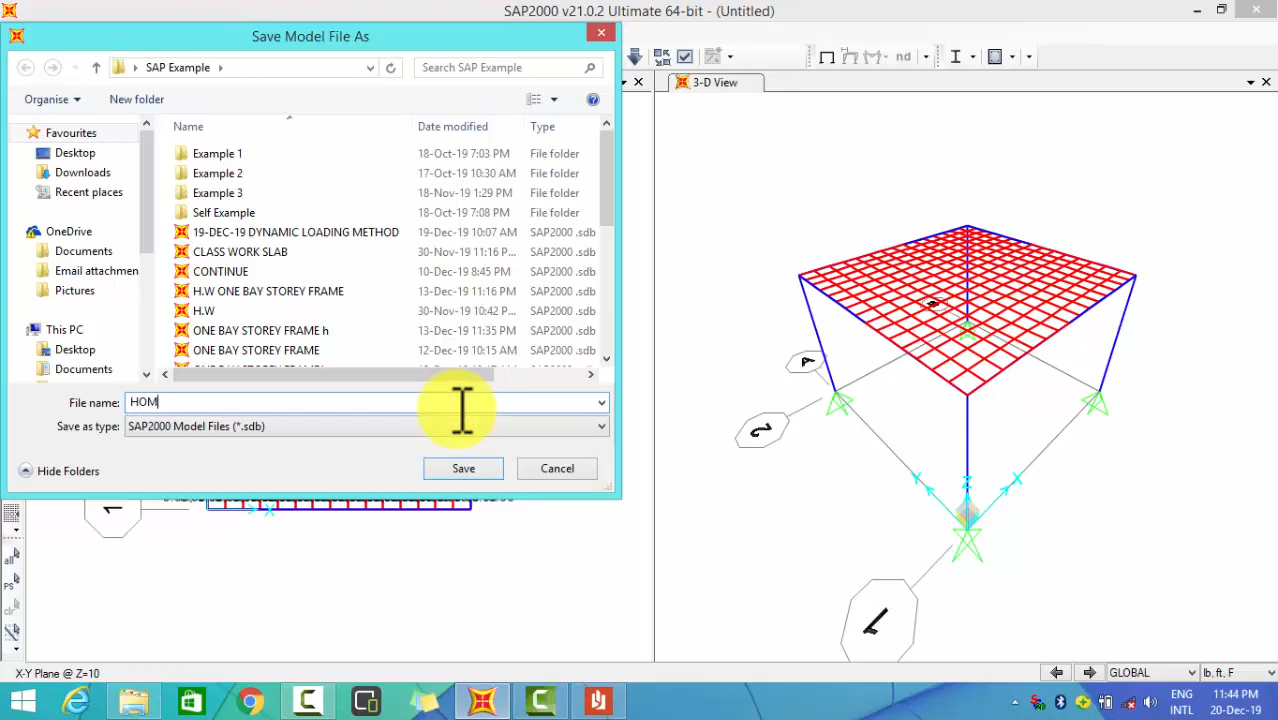 SAP2000 v21.0.2 Ultimate 64-bit - (Untitled)
Save Model File As
SAP Example
Search SAP Example
nd
3-D View
Organise
New folder
Name
Date modified
Type
Favourites
Desktop
Downloads
Recent places
OneDrive
Documents
Email attachmen
Pictures
This PC
Desktop
Documents
Example 1 18-Oct-19 7:03 PM File folder
Example 2 17-Oct-19 10:30 AM File folder
Example 3 18-Nov-19 1:29 PM File folder
Self Example 18-Oct-19 7:08 PM File folder
19-DEC-19 DYNAMIC LOADING METHOD 19-Dec-19 10:07 AM SAP2000 .sdb
CLASS WORK SLAB 30-Nov-19 11:16 P... SAP2000 .sdb
CONTINUE 10-Dec-19 8:45 PM SAP2000 .sdb
H.W ONE BAY STOREY FRAME 13-Dec-19 11:16 PM SAP2000 .sdb
H.W 30-Nov-19 10:42 P... SAP2000 .sdb
ONE BAY STOREY FRAME h 13-Dec-19 11:35 PM SAP2000 .sdb
ONE BAY STOREY FRAME 12-Dec-19 10:15 AM SAP2000 .sdb
File name: HOM
Save as type: SAP2000 Model Files (*.sdb)
Hide Folders
Save
Cancel
1
X
all
PS
clr
A
2
Y
Z
X
1
X-Y Plane @ Z=10
GLOBAL
lb, ft, F
ENG
INTL
11:44 PM
20-Dec-19